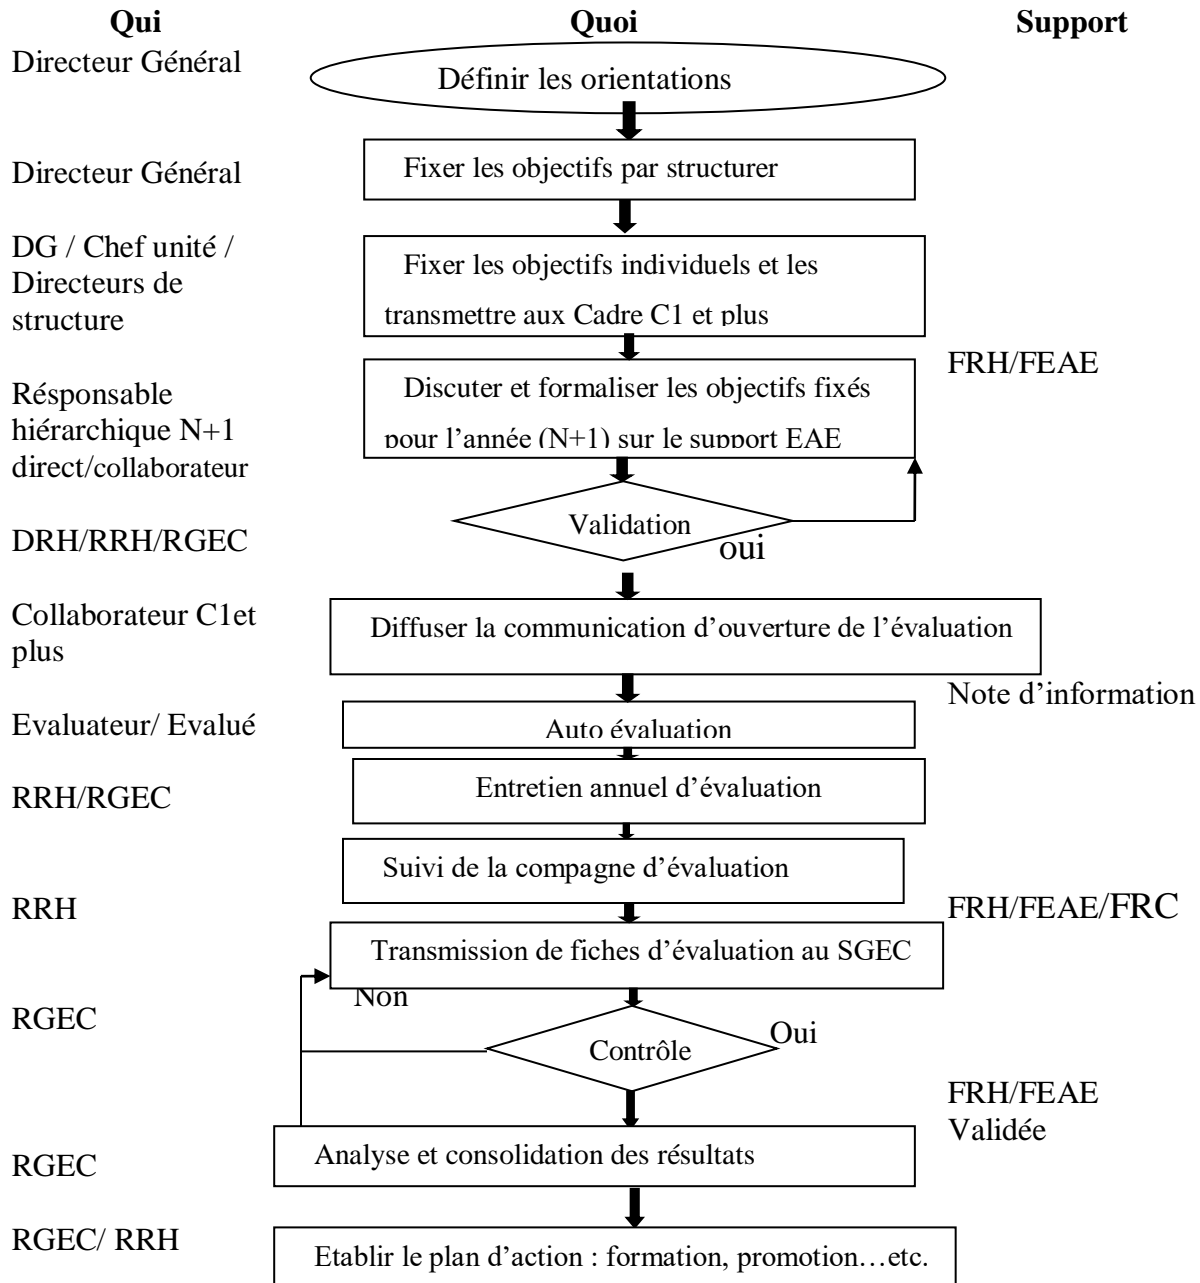 Qui Quoi Support
Directeur Général
Définir les orientations
Directeur Général
Fixer les objectifs par structurer
DG / Chef unité /
Directeurs de
structure
Fixer les objectifs individuels et les
transmettre aux Cadre C1 et plus
FRH/FEAE
Résponsable
hiérarchique N+1
direct/collaborateur
Discuter et formaliser les objectifs fixés
pour l’année (N+1) sur le support EAE
DRH/RRH/RGEC
Validation
oui
Collaborateur C1et
plus
Diffuser la communication d’ouverture de l’évaluation
Note d’information
Evaluateur/ Evalué
Auto évaluation
RRH/RGEC
Entretien annuel d’évaluation
Suivi de la compagne d’évaluation
RRH
FRH/FEAE/FRC
Transmission de fiches d’évaluation au SGEC
Non
RGEC
Oui
Contrôle
FRH/FEAE
Validée
RGEC
Analyse et consolidation des résultats
RGEC/ RRH
Etablir le plan d’action : formation, promotion…etc.